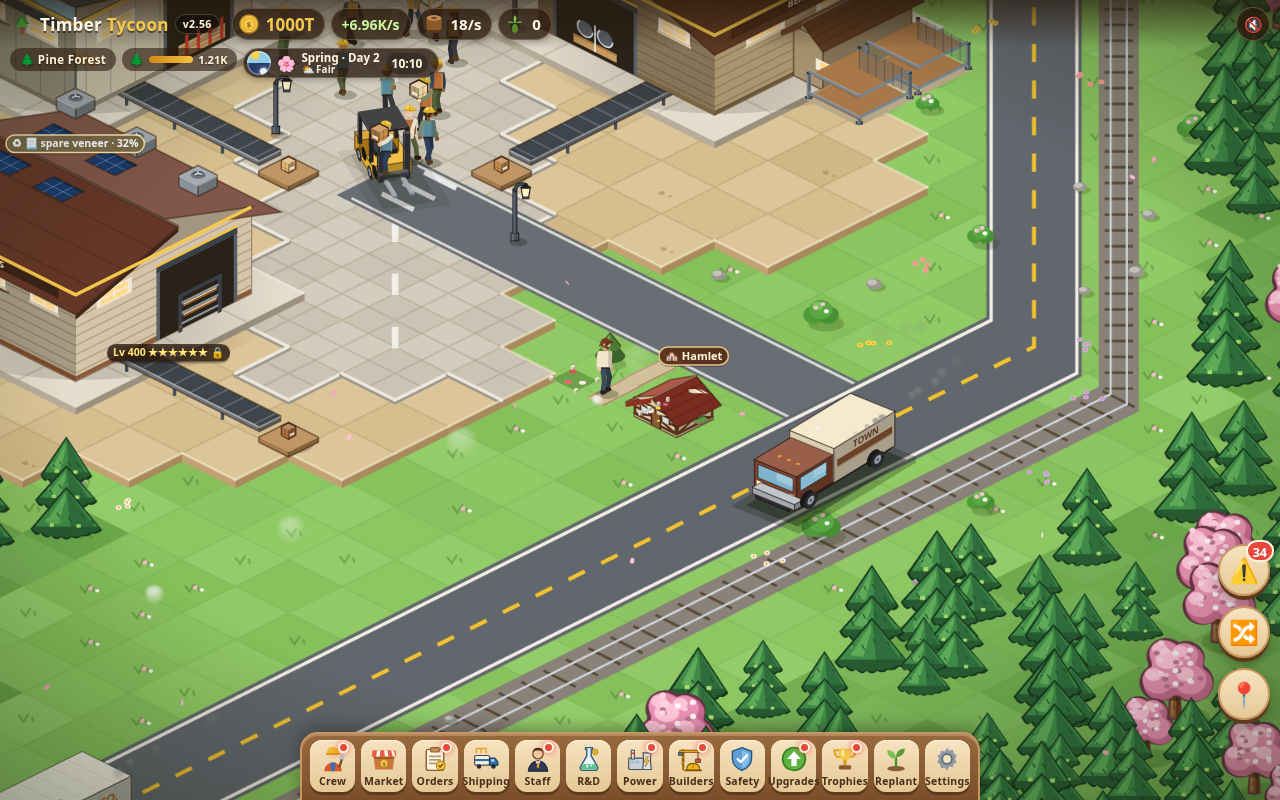 Timber Tycoon v2.56
1000T
+6.96K/s
18/s
0
Pine Forest
1.21K
Spring · Day 2
Fair
10:10
spare veneer · 32%
Lv 400 ★★★★★★
Hamlet
TOWN
34
Crew
Market
Orders
Shipping
Staff
R&D
Power
Builders
Safety
Upgrades
Trophies
Replant
Settings